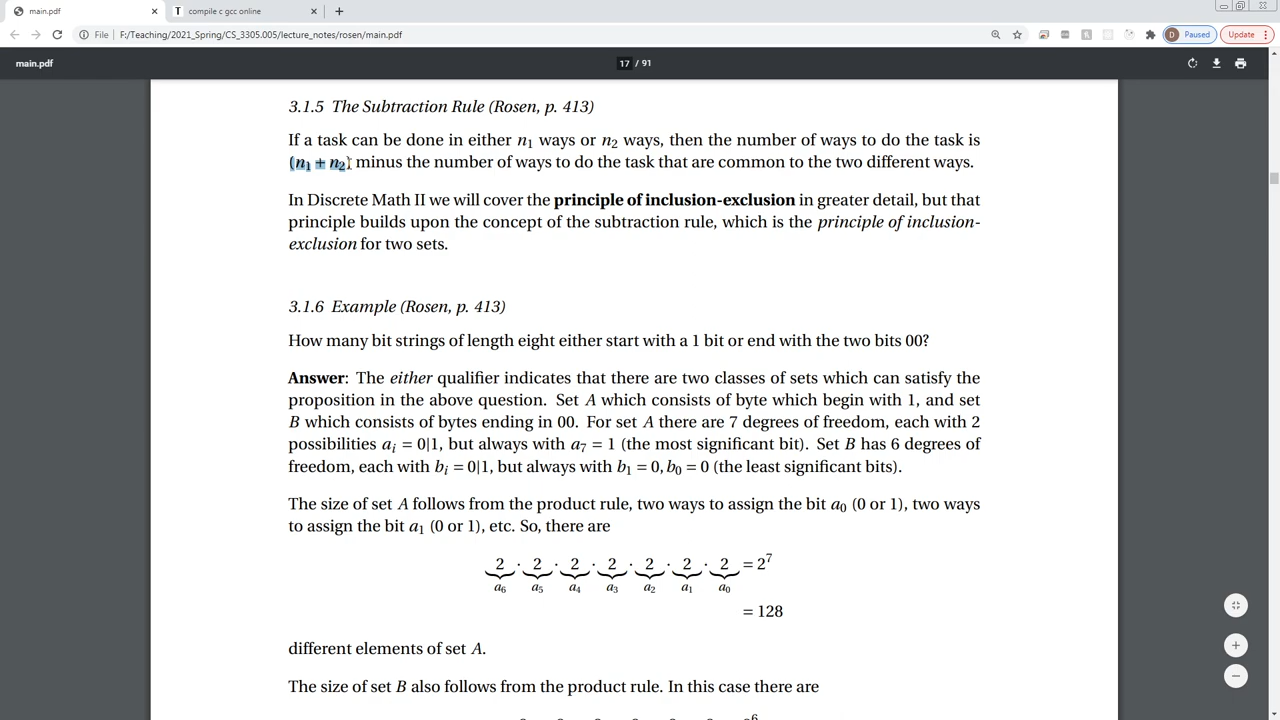 main.pdf
compile c gcc online
File
F:/Teaching/2021_Spring/CS_3305.005/lecture_notes/rosen/main.pdf
D Paused
Update
main.pdf
17 / 91
3.1.5 The Subtraction Rule (Rosen, p. 413)
If a task can be done in either n₁ ways or n₂ ways, then the number of ways to do the task is
(n₁ + n₂) minus the number of ways to do the task that are common to the two different ways.
In Discrete Math II we will cover the principle of inclusion-exclusion in greater detail, but that
principle builds upon the concept of the subtraction rule, which is the principle of inclusion-
exclusion for two sets.
3.1.6 Example (Rosen, p. 413)
How many bit strings of length eight either start with a 1 bit or end with the two bits 00?
Answer: The either qualifier indicates that there are two classes of sets which can satisfy the
proposition in the above question. Set A which consists of byte which begin with 1, and set
B which consists of bytes ending in 00. For set A there are 7 degrees of freedom, each with 2
possibilities aᵢ = 0|1, but always with a₇ = 1 (the most significant bit). Set B has 6 degrees of
freedom, each with bᵢ = 0|1, but always with b₁ = 0, b₀ = 0 (the least significant bits).
The size of set A follows from the product rule, two ways to assign the bit a₀ (0 or 1), two ways
to assign the bit a₁ (0 or 1), etc. So, there are
2 · 2 · 2 · 2 · 2 · 2 · 2 = 2⁷
a₆ a₅ a₄ a₃ a₂ a₁ a₀
= 128
different elements of set A.
The size of set B also follows from the product rule. In this case there are